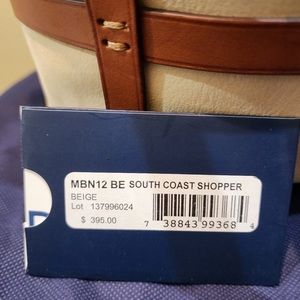 MBN12 BE SOUTH COAST SHOPPER
BEIGE
Lot 137996024
$ 395.00
7 38843 99368 4